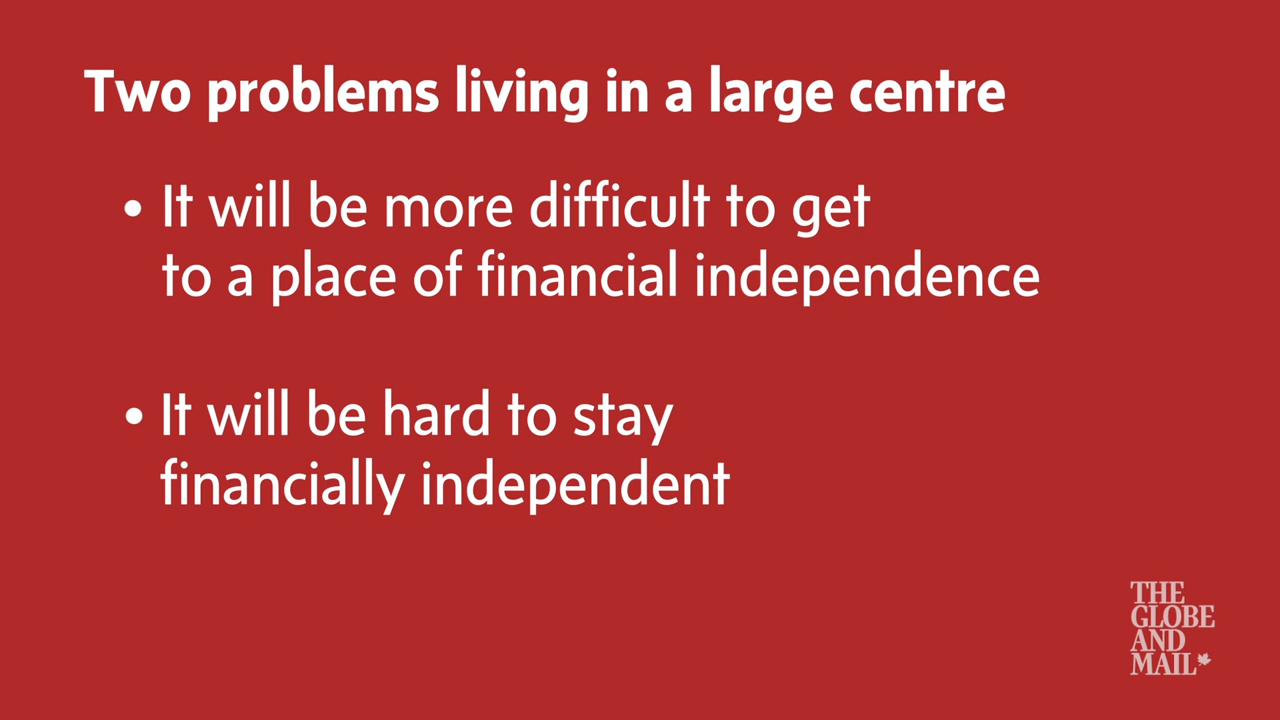 Two problems living in a large centre
• It will be more difficult to get
to a place of financial independence
• It will be hard to stay
financially independent
THE
GLOBE
AND
MAIL